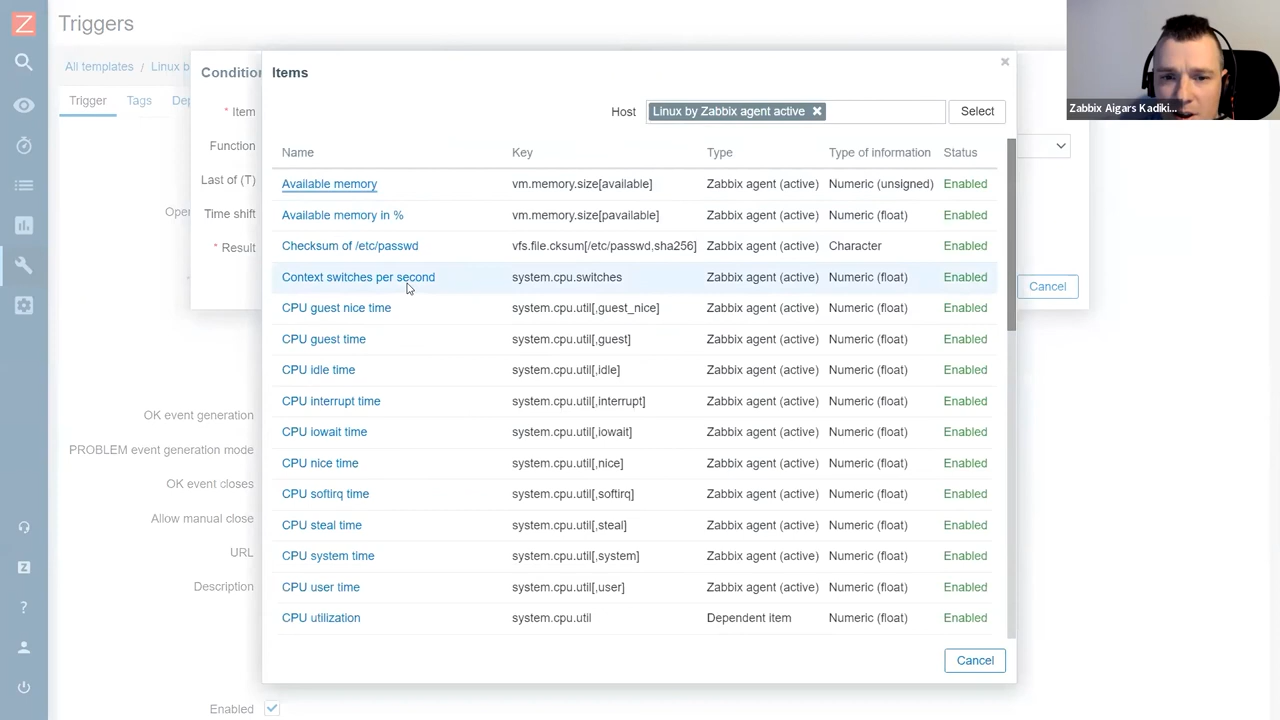 Z
Triggers
All templates / Linux b
Trigger Tags De
Condition
* Item
Function
Last of (T)
Time shift
* Result
Cancel
Items
Host Linux by Zabbix agent active Select
Name Key Type Type of information Status
Available memory vm.memory.size[available] Zabbix agent (active) Numeric (unsigned) Enabled
Available memory in % vm.memory.size[pavailable] Zabbix agent (active) Numeric (float) Enabled
Checksum of /etc/passwd vfs.file.cksum[/etc/passwd,sha256] Zabbix agent (active) Character Enabled
Context switches per second system.cpu.switches Zabbix agent (active) Numeric (float) Enabled
CPU guest nice time system.cpu.util[,guest_nice] Zabbix agent (active) Numeric (float) Enabled
CPU guest time system.cpu.util[,guest] Zabbix agent (active) Numeric (float) Enabled
CPU idle time system.cpu.util[,idle] Zabbix agent (active) Numeric (float) Enabled
CPU interrupt time system.cpu.util[,interrupt] Zabbix agent (active) Numeric (float) Enabled
CPU iowait time system.cpu.util[,iowait] Zabbix agent (active) Numeric (float) Enabled
CPU nice time system.cpu.util[,nice] Zabbix agent (active) Numeric (float) Enabled
CPU softirq time system.cpu.util[,softirq] Zabbix agent (active) Numeric (float) Enabled
CPU steal time system.cpu.util[,steal] Zabbix agent (active) Numeric (float) Enabled
CPU system time system.cpu.util[,system] Zabbix agent (active) Numeric (float) Enabled
CPU user time system.cpu.util[,user] Zabbix agent (active) Numeric (float) Enabled
CPU utilization system.cpu.util Dependent item Numeric (float) Enabled
Cancel
Oper
OK event generation
PROBLEM event generation mode
OK event closes
Allow manual close
URL
Description
Enabled
Z
?
Zabbix Aigars Kadiki...